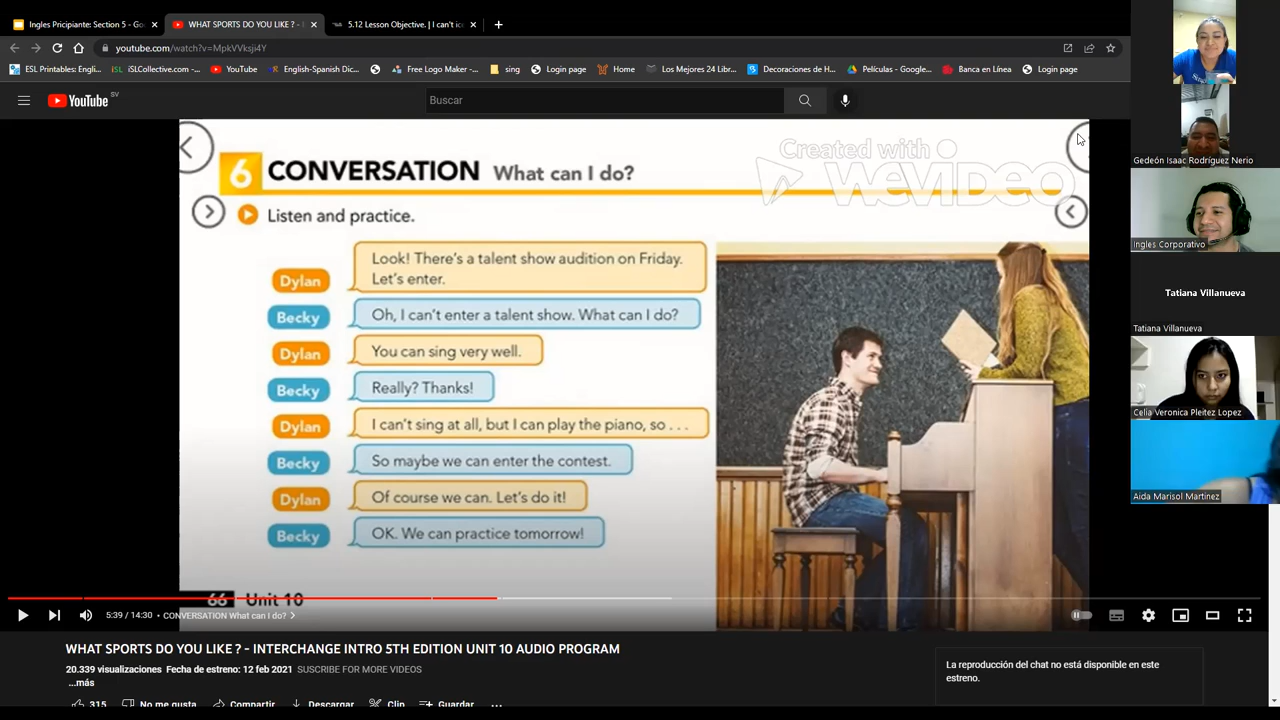 Ingles Pricipiante: Section 5 - Go
WHAT SPORTS DO YOU LIKE ? -
5.12 Lesson Objective. | I can't ic
youtube.com/watch?v=MpkVVksji4Y
ESL Printables: Engli...
iSLCollective.com - ...
YouTube
English-Spanish Dic...
Free Logo Maker -...
sing
Login page
Home
Los Mejores 24 Libr...
Decoraciones de H...
Películas - Google...
Banca en Línea
Login page
YouTube SV
Buscar
6 CONVERSATION What can I do?
Created with
WEVIDEO
Listen and practice.
Dylan Look! There's a talent show audition on Friday.
Let's enter.
Becky Oh, I can't enter a talent show. What can I do?
Dylan You can sing very well.
Becky Really? Thanks!
Dylan I can't sing at all, but I can play the piano, so . . .
Becky So maybe we can enter the contest.
Dylan Of course we can. Let's do it!
Becky OK. We can practice tomorrow!
66 Unit 10
5:39 / 14:30 • CONVERSATION What can I do?
WHAT SPORTS DO YOU LIKE ? - INTERCHANGE INTRO 5TH EDITION UNIT 10 AUDIO PROGRAM
20.339 visualizaciones Fecha de estreno: 12 feb 2021 SUSCRIBE FOR MORE VIDEOS
...más
315
No me gusta
Compartir
Descargar
Clip
Guardar
La reproducción del chat no está disponible en este
estreno.
Gedeón Isaac Rodríguez Nerio
Ingles Corporativo
Tatiana Villanueva
Tatiana Villanueva
Celia Veronica Pleitez Lopez
Aida Marisol Martinez